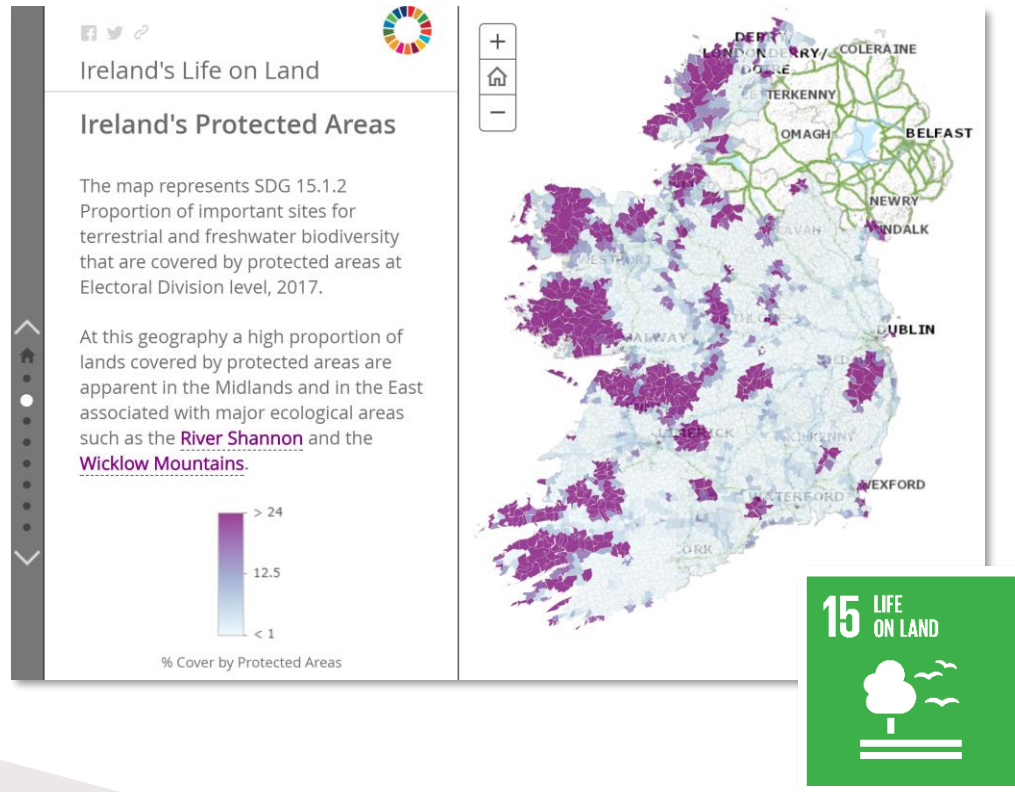 Ireland's Life on Land
Ireland's Protected Areas
The map represents SDG 15.1.2
Proportion of important sites for
terrestrial and freshwater biodiversity
that are covered by protected areas at
Electoral Division level, 2017.
At this geography a high proportion of
lands covered by protected areas are
apparent in the Midlands and in the East
associated with major ecological areas
such as the River Shannon and the
Wicklow Mountains.
> 24
12.5
< 1
% Cover by Protected Areas
+
−
COLERAINE
OMAGH
BELFAST
NEWRY
DUBLIN
KILKENNY
WATERFORD
15 LIFE
ON LAND